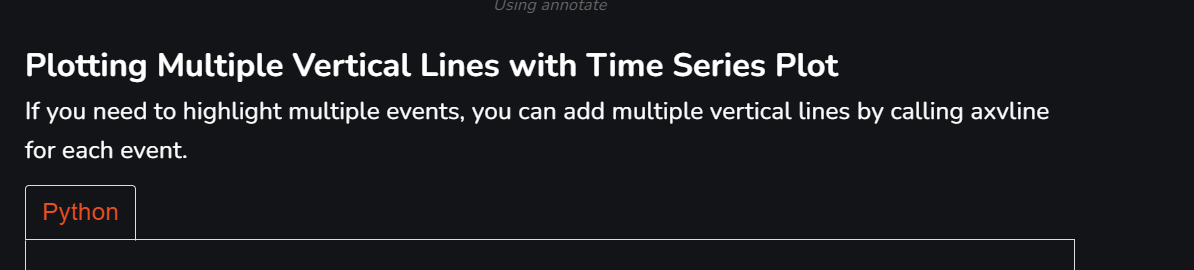 Using annotate
Plotting Multiple Vertical Lines with Time Series Plot
If you need to highlight multiple events, you can add multiple vertical lines by calling axvline
for each event.
Python